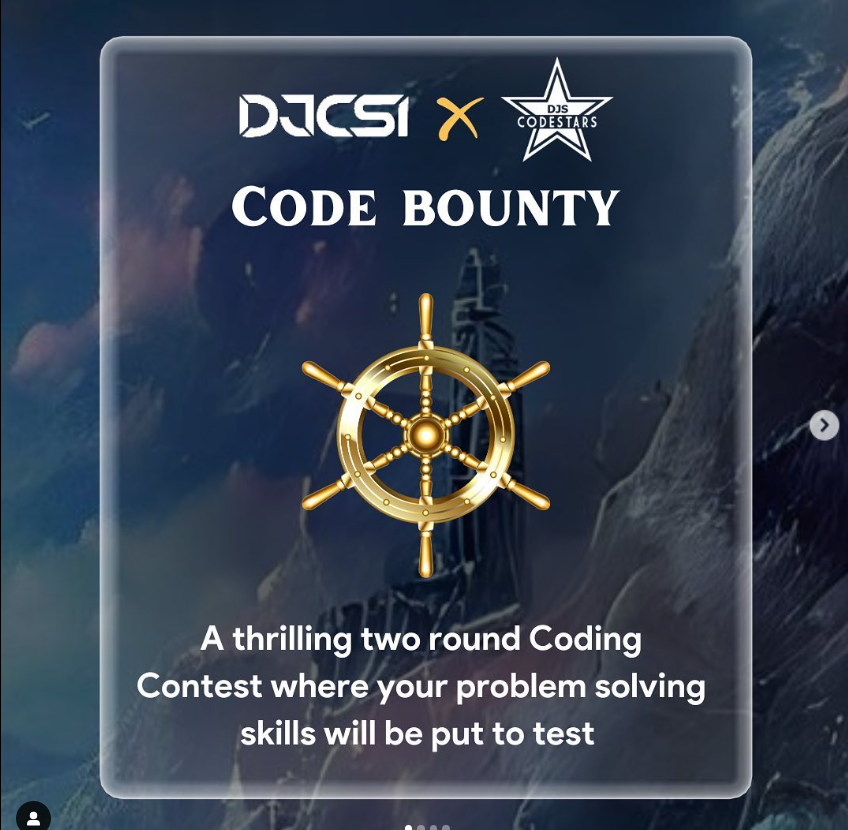 DJCSI X DJS CODESTARS
CODE BOUNTY
A thrilling two round Coding
Contest where your problem solving
skills will be put to test